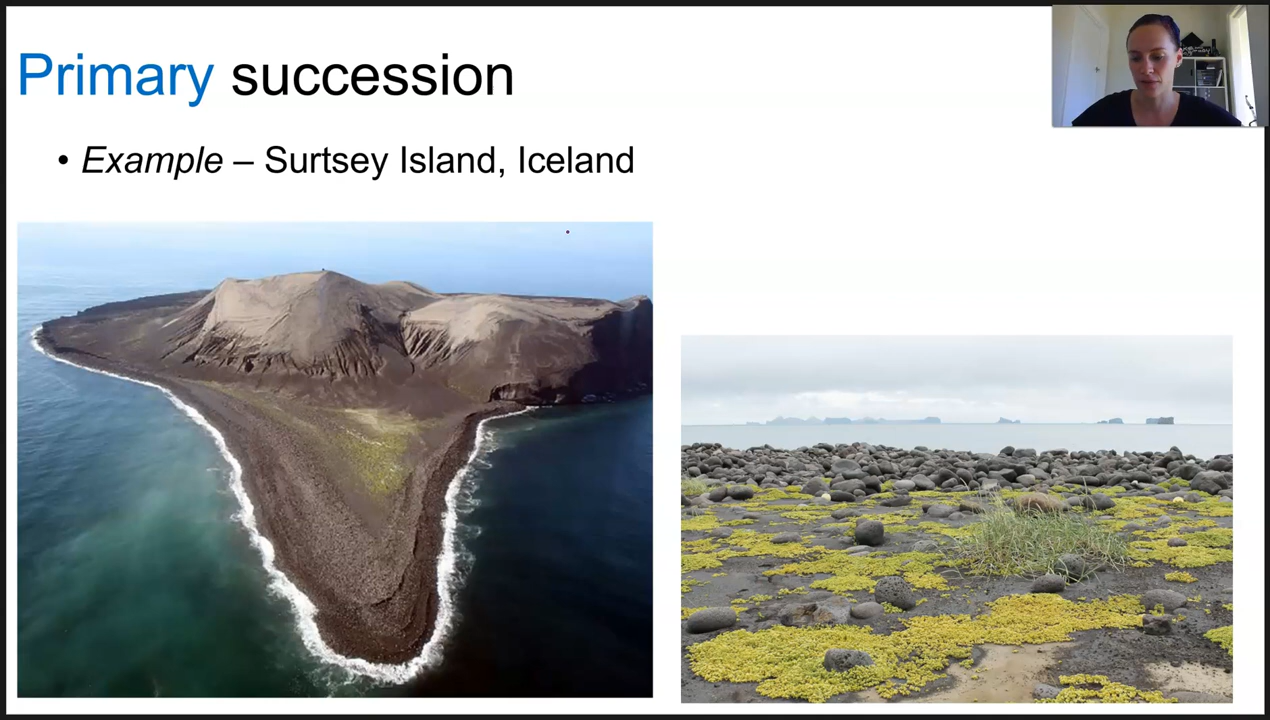 Primary succession
• Example – Surtsey Island, Iceland